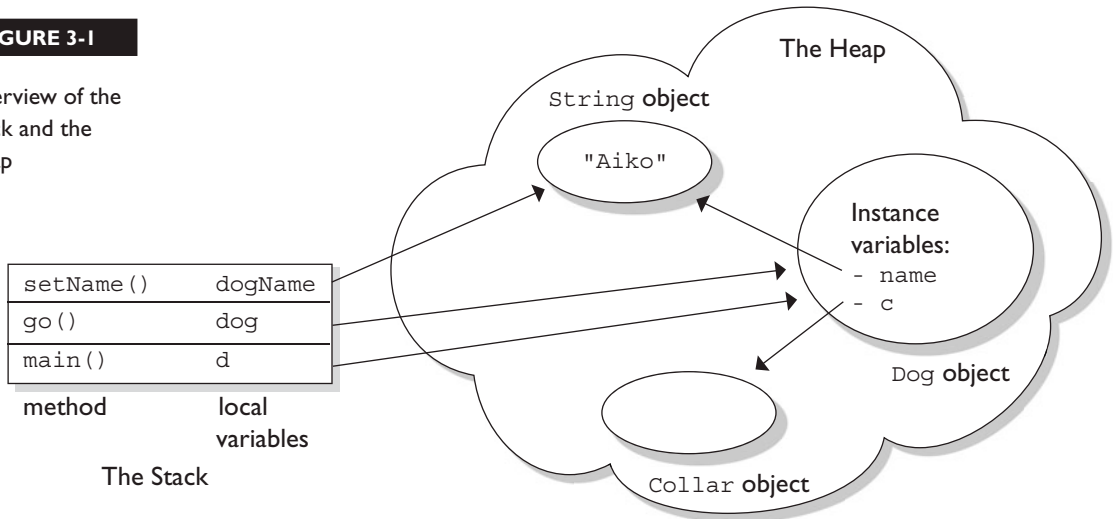 GURE 3-1
erview of the
ck and the
p
The Heap
String object
"Aiko"
Instance
variables:
- name
- c
Dog object
Collar object
setName() dogName
go() dog
main() d
method local
variables
The Stack